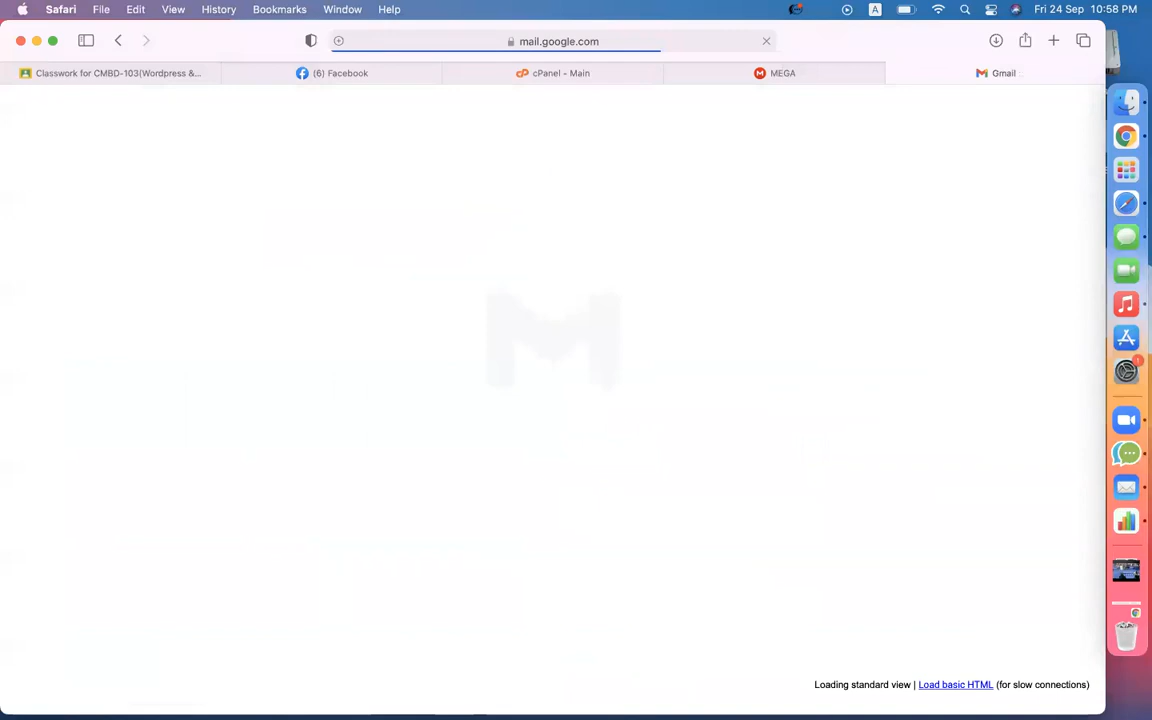 Safari File Edit View History Bookmarks Window Help A Fri 24 Sep 10:58 PM
mail.google.com
Classwork for CMBD-103(Wordpress &... (6) Facebook cPanel - Main MEGA Gmail
1
Loading standard view | Load basic HTML (for slow connections)